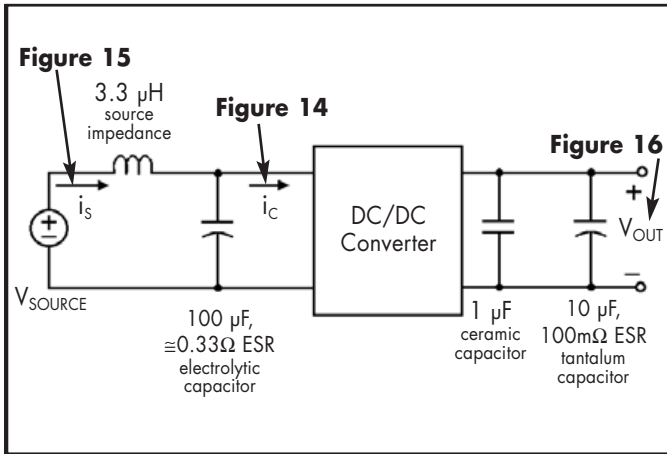 Figure 15
3.3 µH
source
impedance
Figure 14
Figure 16
i_S
i_C
DC/DC
Converter
+
V_OUT
–
+
–
V_SOURCE
100 µF,
≅0.33Ω ESR
electrolytic
capacitor
1 µF
ceramic
capacitor
10 µF,
100mΩ ESR
tantalum
capacitor